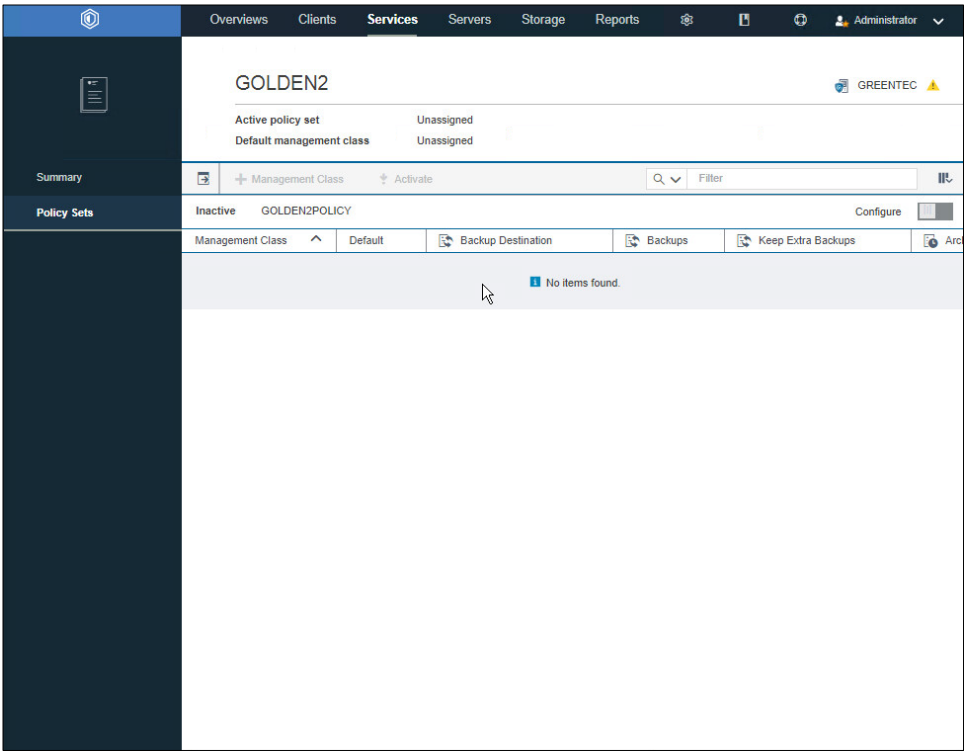 Overviews Clients Services Servers Storage Reports Administrator
GOLDEN2
GREENTEC
Active policy set Unassigned
Default management class Unassigned
Summary
Policy Sets
Management Class Activate Filter
Inactive GOLDEN2POLICY Configure
Management Class Default Backup Destination Backups Keep Extra Backups Arc
No items found.